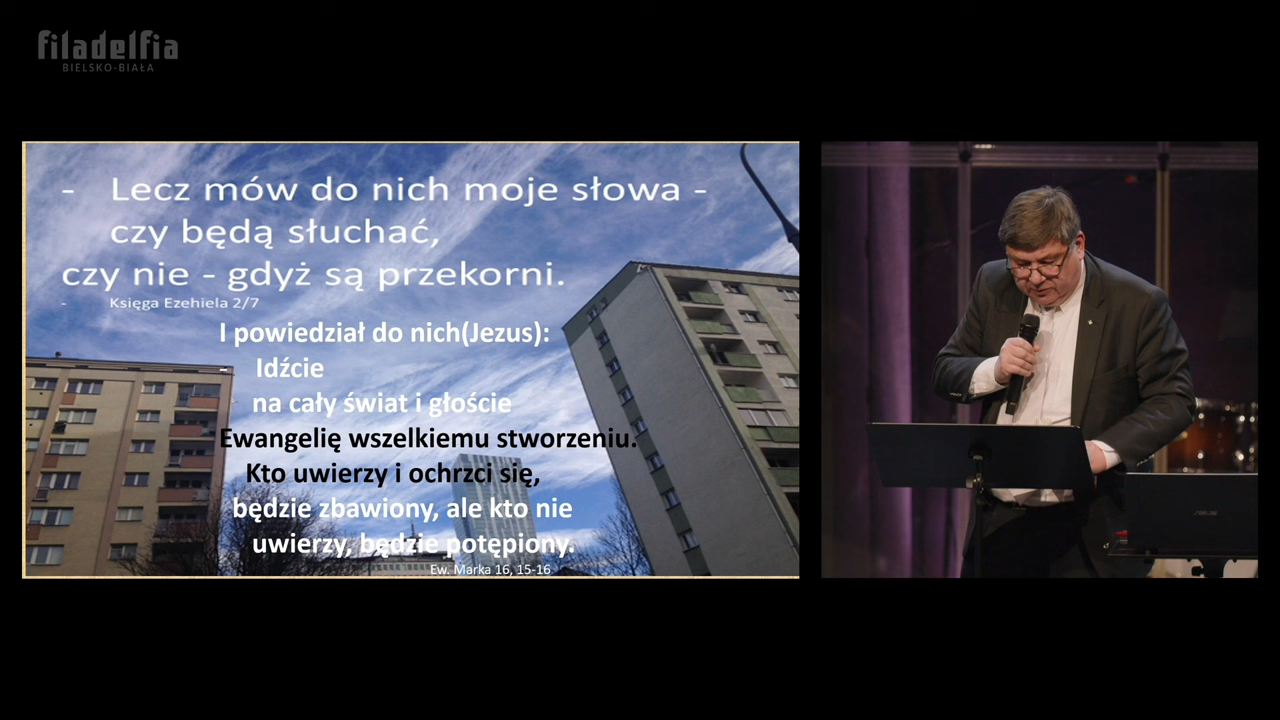 filadelfia
BIELSKO-BIAŁA
- Lecz mów do nich moje słowa -
czy będą słuchać,
czy nie - gdyż są przekorni.
- Księga Ezehiela 2/7
I powiedział do nich(Jezus):
- Idźcie
na cały świat i głoście
Ewangelię wszelkiemu stworzeniu.
Kto uwierzy i ochrzci się,
będzie zbawiony, ale kto nie
uwierzy, będzie potępiony.
Ew. Marka 16, 15-16
ASUS